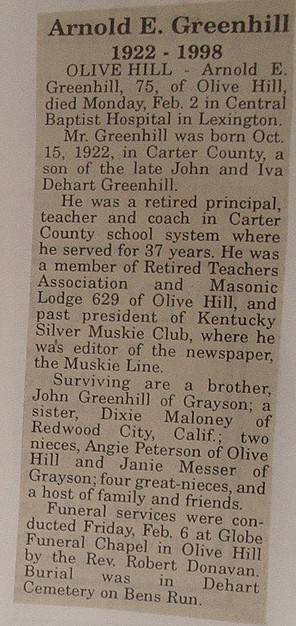 Arnold E. Greenhill
1922 - 1998
OLIVE HILL - Arnold E.
Greenhill, 75, of Olive Hill,
died Monday, Feb. 2 in Central
Baptist Hospital in Lexington.
Mr. Greenhill was born Oct.
15, 1922, in Carter County, a
son of the late John and Iva
Dehart Greenhill.
He was a retired principal,
teacher and coach in Carter
County school system where
he served for 37 years. He was
a member of Retired Teachers
Association and Masonic
Lodge 629 of Olive Hill, and
past president of Kentucky
Silver Muskie Club, where he
was editor of the newspaper,
the Muskie Line.
Surviving are a brother,
John Greenhill of Grayson; a
sister, Dixie Maloney of
Redwood City, Calif.; two
nieces, Angie Peterson of Olive
Hill and Janie Messer of
Grayson; four great-nieces, and
a host of family and friends.
Funeral services were con-
ducted Friday, Feb. 6 at Globe
Funeral Chapel in Olive Hill
by the Rev. Robert Donavan.
Burial was in Dehart
Cemetery on Bens Run.